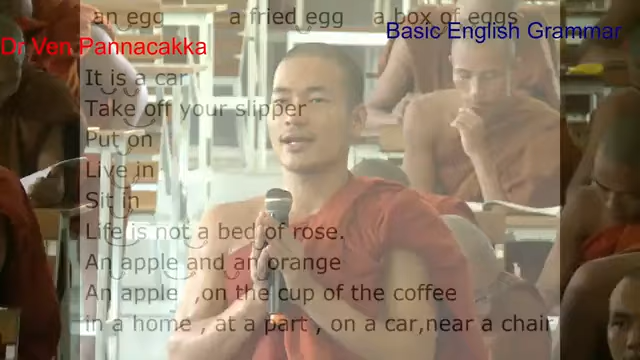 an egg a fried egg a box of eggs
Basic English Grammar
Dr Ven Pannacakka
It is a car
Take off your slipper
Put on
Live in
Sit in
Life is not a bed of rose.
An apple and an orange
An apple ,on the cup of the coffee
in a home , at a part , on a car,near a chair